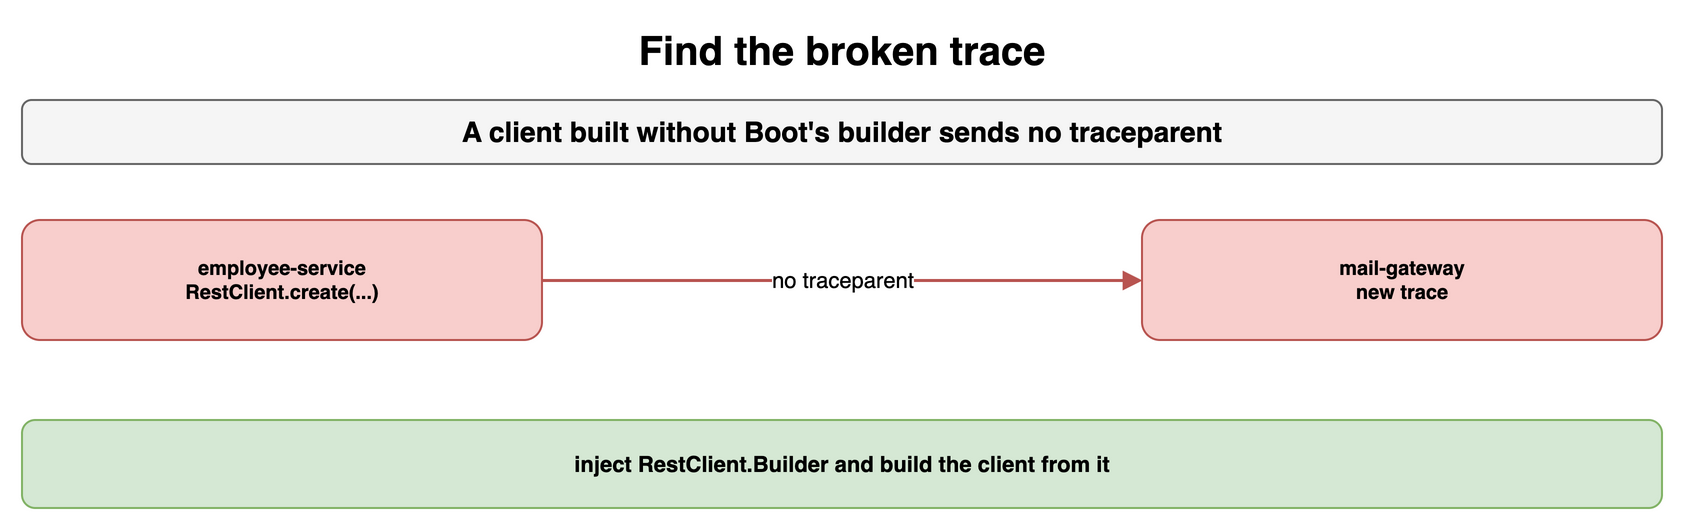 Find the broken trace
A client built without Boot's builder sends no traceparent
employee-service
RestClient.create(...)
no traceparent
mail-gateway
new trace
inject RestClient.Builder and build the client from it